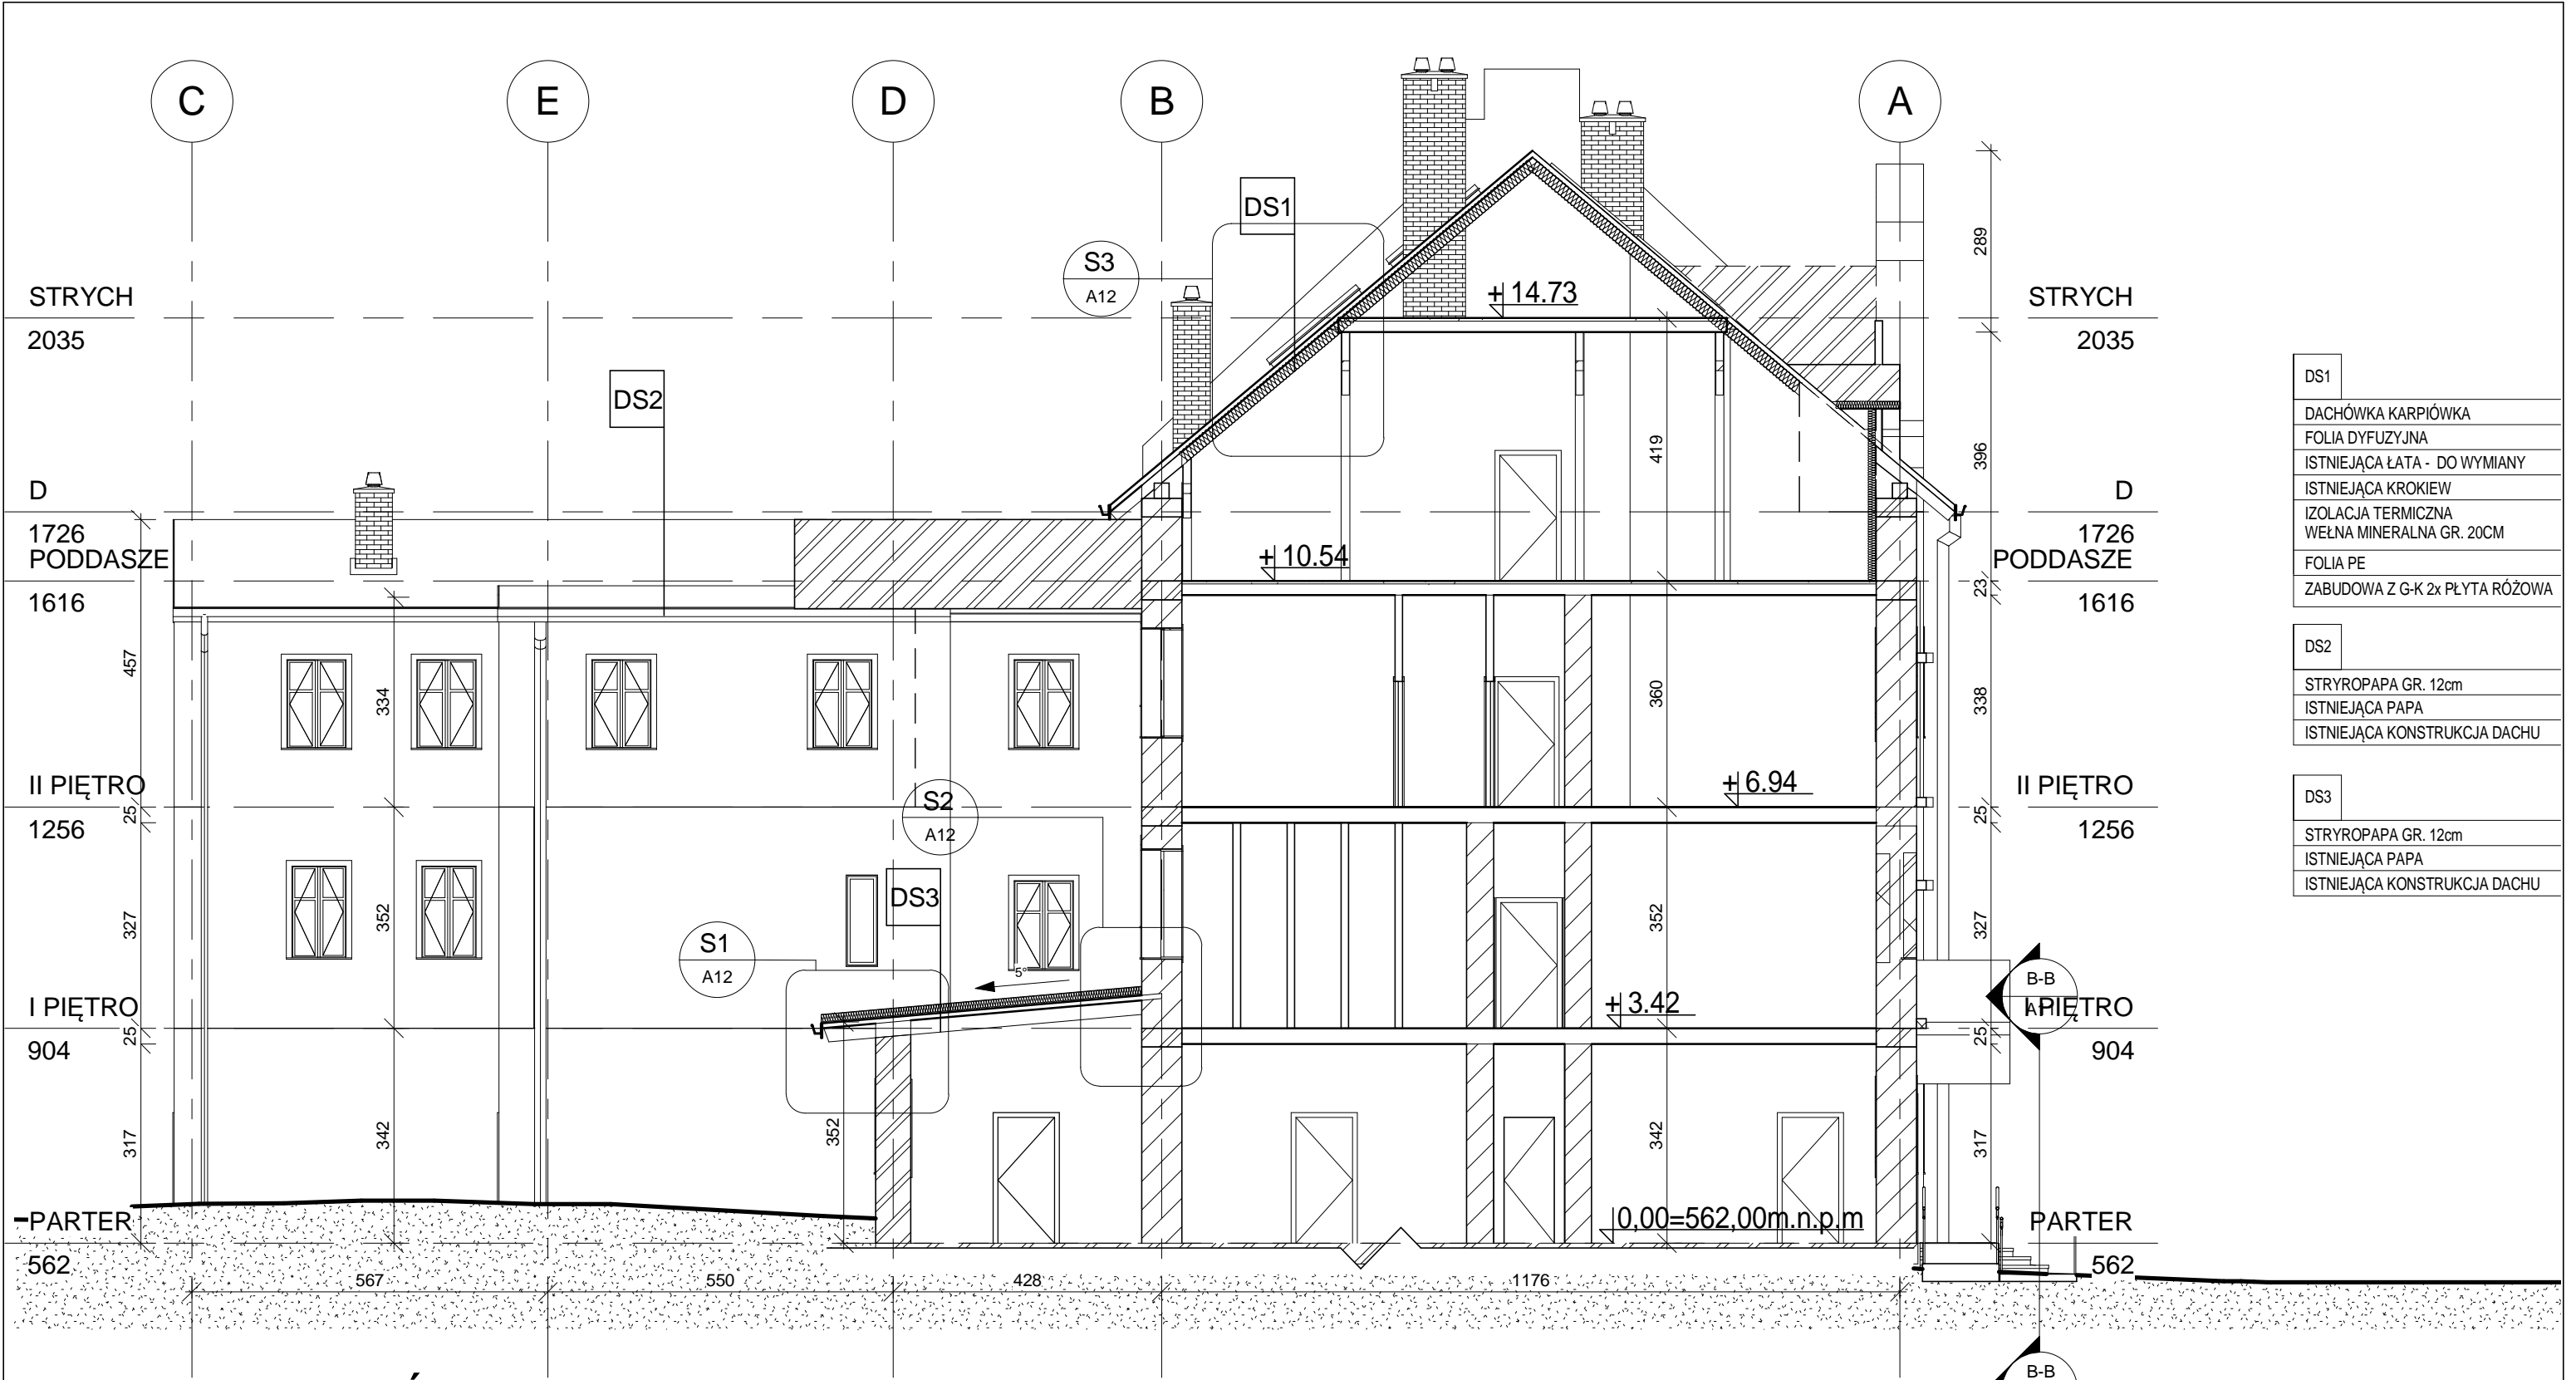 C
E
D
B
A
DS1
S3
A12
STRYCH
2035
+ 14.73
289
STRYCH
2035
DS2
419
396
D
1726
PODDASZE
1616
+ 10.54
D
1726
PODDASZE
1616
23
457
334
360
338
II PIĘTRO
1256
25
S2
A12
+ 6.94
25
II PIĘTRO
1256
DS3
327
352
S1
A12
5°
352
327
B-B
A11
I PIĘTRO
904
25
+ 3.42
25
I PIĘTRO
904
317
342
352
342
317
PARTER
562
0,00=562,00m.n.p.m
PARTER
562
567
550
428
1176
B-B
DS1
DACHÓWKA KARPIÓWKA
FOLIA DYFUZYJNA
ISTNIEJĄCA ŁATA - DO WYMIANY
ISTNIEJĄCA KROKIEW
IZOLACJA TERMICZNA
WEŁNA MINERALNA GR. 20CM
FOLIA PE
ZABUDOWA Z G-K 2x PŁYTA RÓŻOWA
DS2
STRYROPAPA GR. 12cm
ISTNIEJĄCA PAPA
ISTNIEJĄCA KONSTRUKCJA DACHU
DS3
STRYROPAPA GR. 12cm
ISTNIEJĄCA PAPA
ISTNIEJĄCA KONSTRUKCJA DACHU